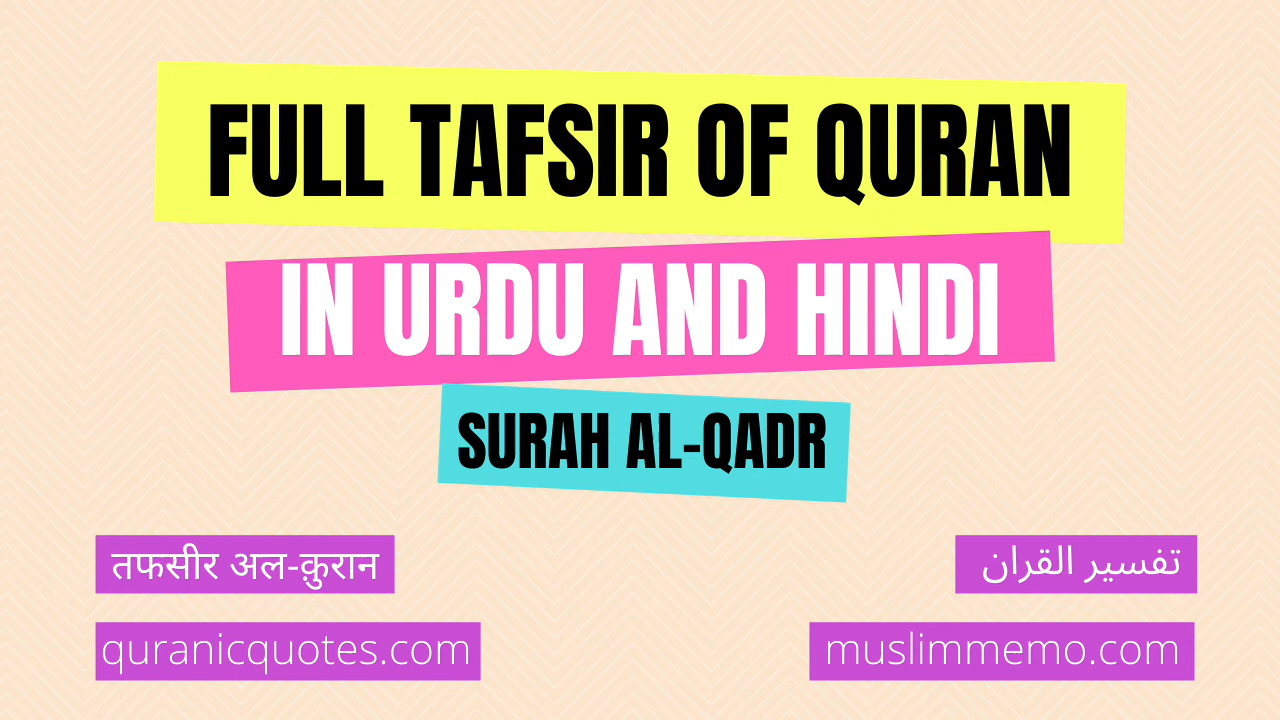 FULL TAFSIR OF QURAN
IN URDU AND HINDI
SURAH AL-QADR
तफसीर अल-क़ुरान
تفسير القران
quranicquotes.com
muslimmemo.com